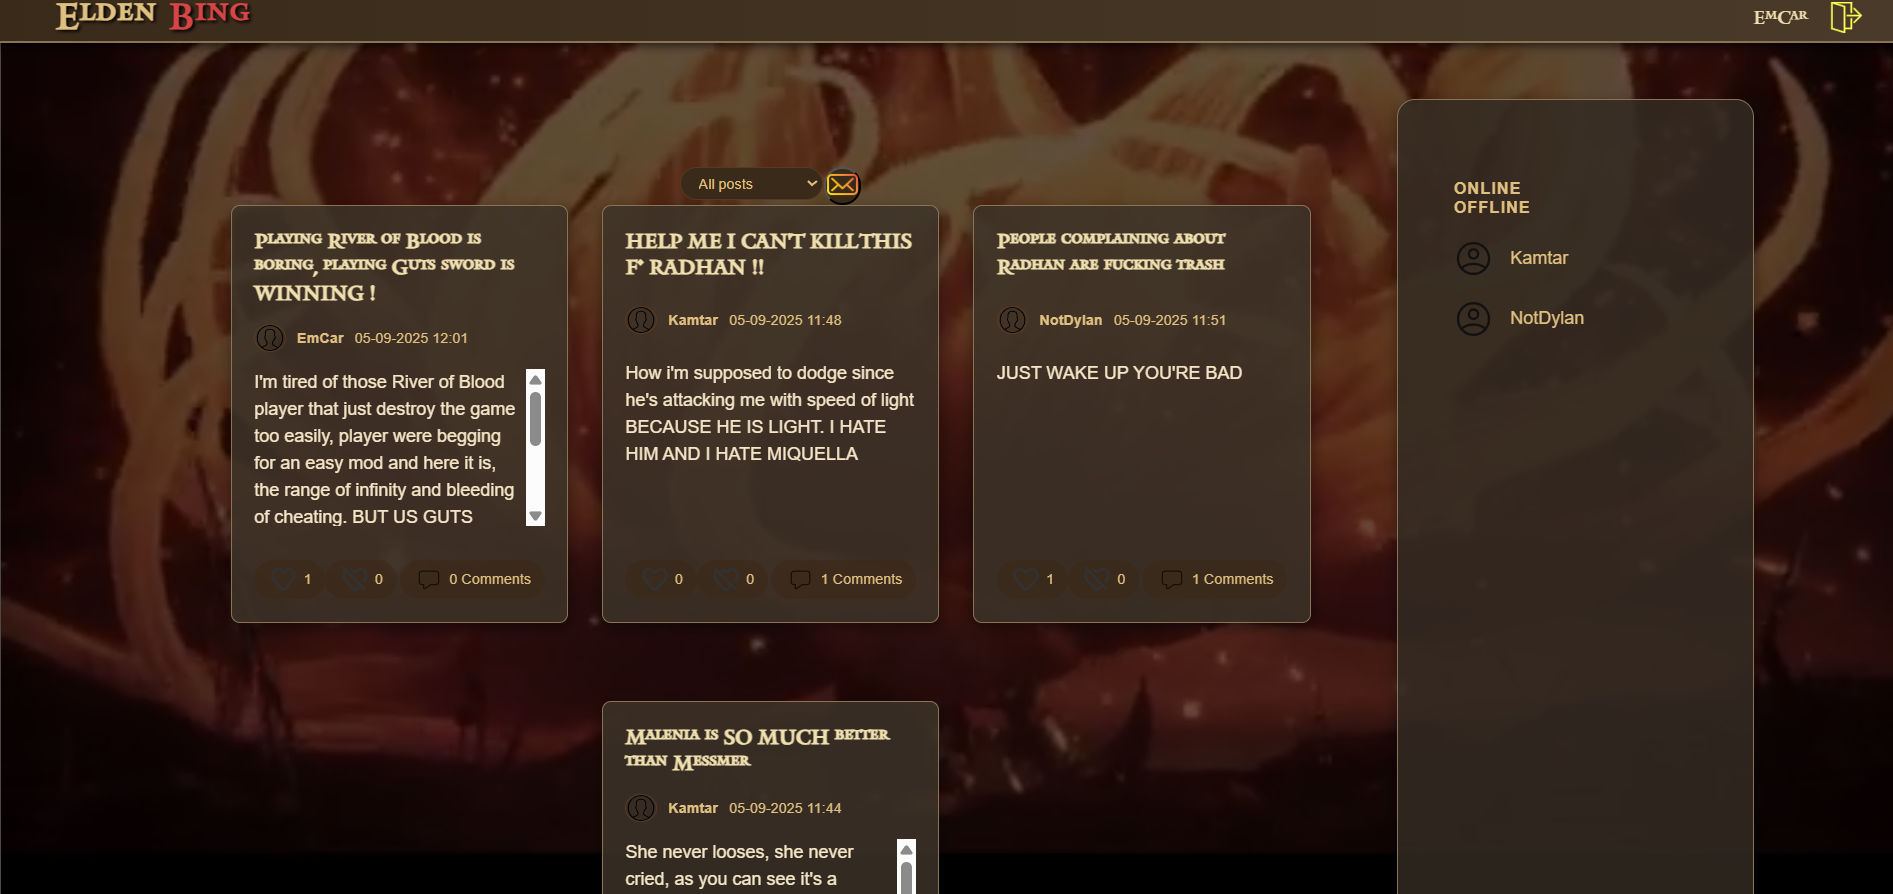 Elden Bing
EmCar
All posts
Playing River of Blood is
boring, playing Guts sword is
WINNING !
EmCar 05-09-2025 12:01
I'm tired of those River of Blood
player that just destroy the game
too easily, player were begging
for an easy mod and here it is,
the range of infinity and bleeding
of cheating. BUT US GUTS
1 0 0 Comments
HELP ME I CAN'T KILL THIS
F* RADHAN !!
Kamtar 05-09-2025 11:48
How i'm supposed to dodge since
he's attacking me with speed of light
BECAUSE HE IS LIGHT. I HATE
HIM AND I HATE MIQUELLA
0 0 1 Comments
People complaining about
Radhan are fucking trash
NotDylan 05-09-2025 11:51
JUST WAKE UP YOU'RE BAD
1 0 1 Comments
Malenia is SO MUCH better
than Messmer
Kamtar 05-09-2025 11:44
She never looses, she never
cried, as you can see it's a
ONLINE
OFFLINE
Kamtar
NotDylan